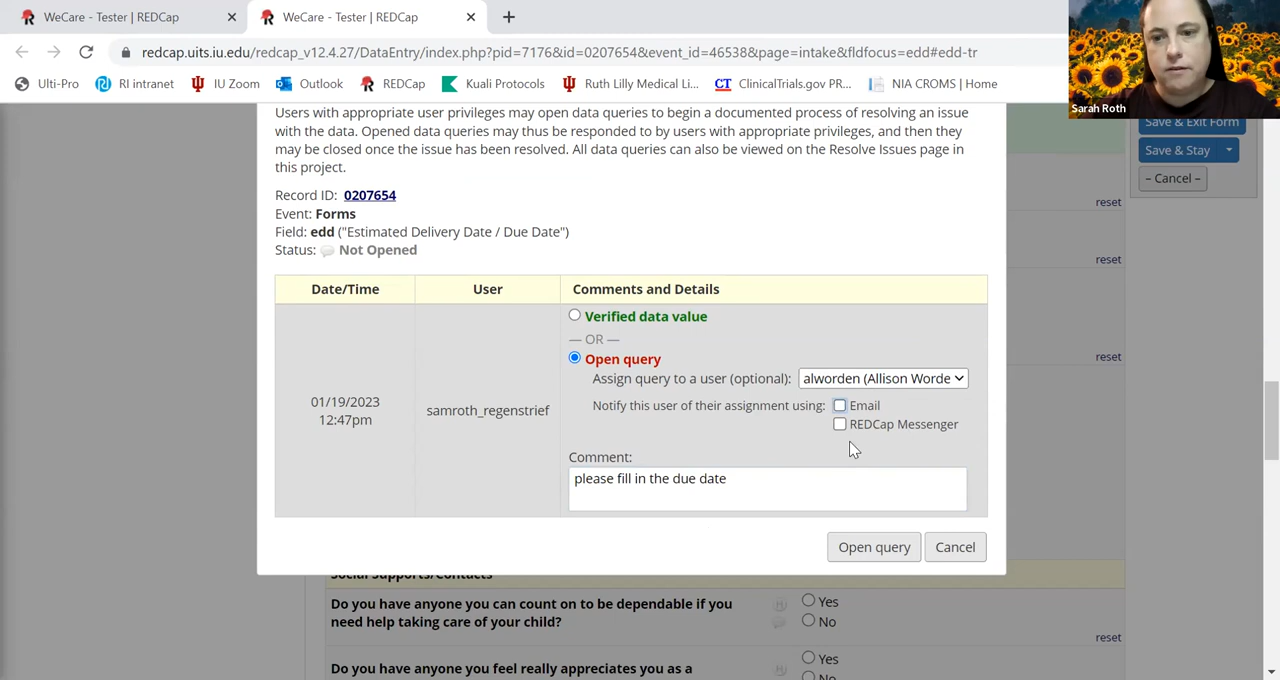 WeCare - Tester | REDCap
WeCare - Tester | REDCap
redcap.uits.iu.edu/redcap_v12.4.27/DataEntry/index.php?pid=7176&id=0207654&event_id=46538&page=intake&fldfocus=edd#edd-tr
Ulti-Pro RI intranet IU Zoom Outlook REDCap Kuali Protocols Ruth Lilly Medical Li... ClinicalTrials.gov PR... NIA CROMS | Home
Sarah Roth
Users with appropriate user privileges may open data queries to begin a documented process of resolving an issue
with the data. Opened data queries may thus be responded to by users with appropriate privileges, and then they
may be closed once the issue has been resolved. All data queries can also be viewed on the Resolve Issues page in
this project.
Save & Exit Form
Save & Stay
– Cancel –
Record ID: 0207654
reset
Event: Forms
Field: edd ("Estimated Delivery Date / Due Date")
Status: Not Opened
reset
Date/Time User Comments and Details
Verified data value
— OR —
Open query
reset
Assign query to a user (optional): alworden (Allison Worde
01/19/2023
12:47pm
samroth_regenstrief
Notify this user of their assignment using: Email
REDCap Messenger
Comment:
please fill in the due date
Open query Cancel
Social Supports/Contacts
Do you have anyone you can count on to be dependable if you
need help taking care of your child?
H
Yes
No
reset
Do you have anyone you feel really appreciates you as a
H
Yes
No